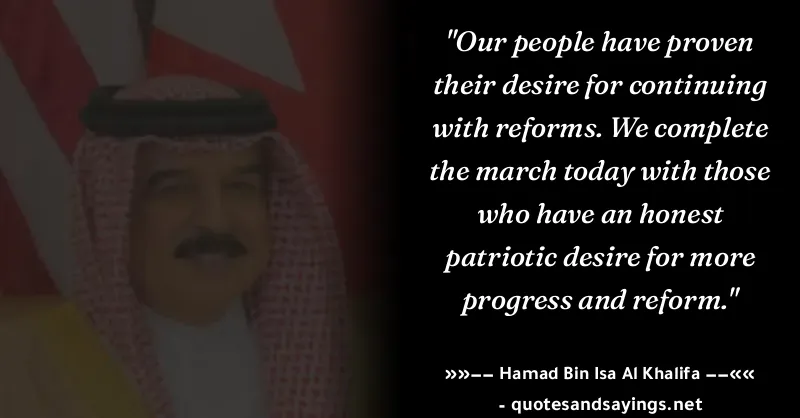 "Our people have proven
their desire for continuing
with reforms. We complete
the march today with those
who have an honest
patriotic desire for more
progress and reform."
»»—— Hamad Bin Isa Al Khalifa ——««
- quotesandsayings.net